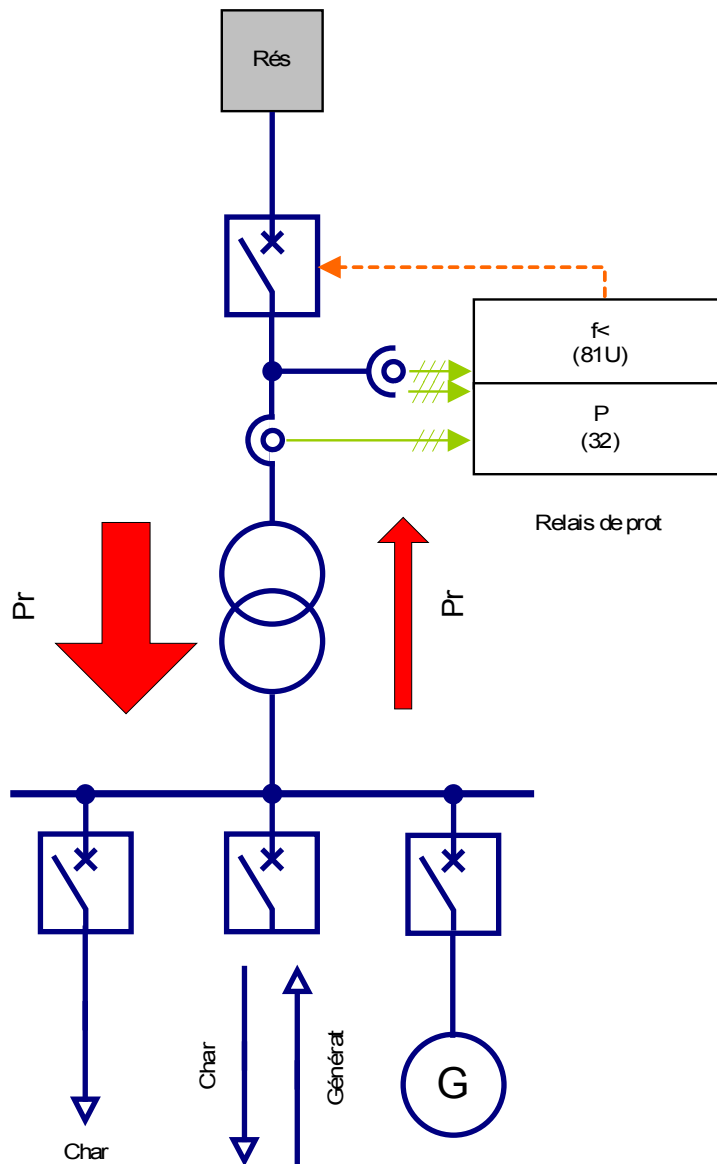 Rés
f<
(81U)
P
(32)
Relais de prot
Pr
Pr
Char
Générat
G
Char